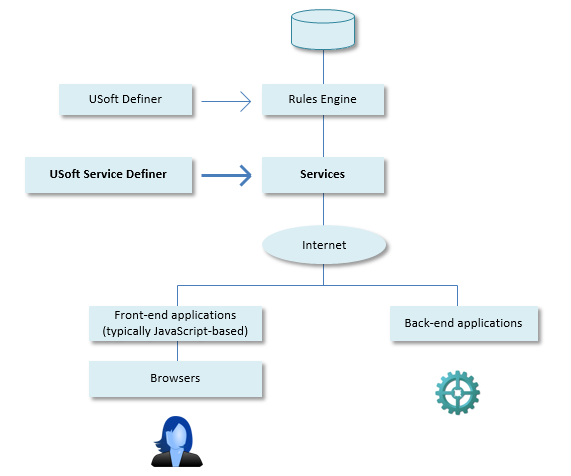 USoft Definer
Rules Engine
USoft Service Definer
Services
Internet
Front-end applications
(typically JavaScript-based)
Back-end applications
Browsers